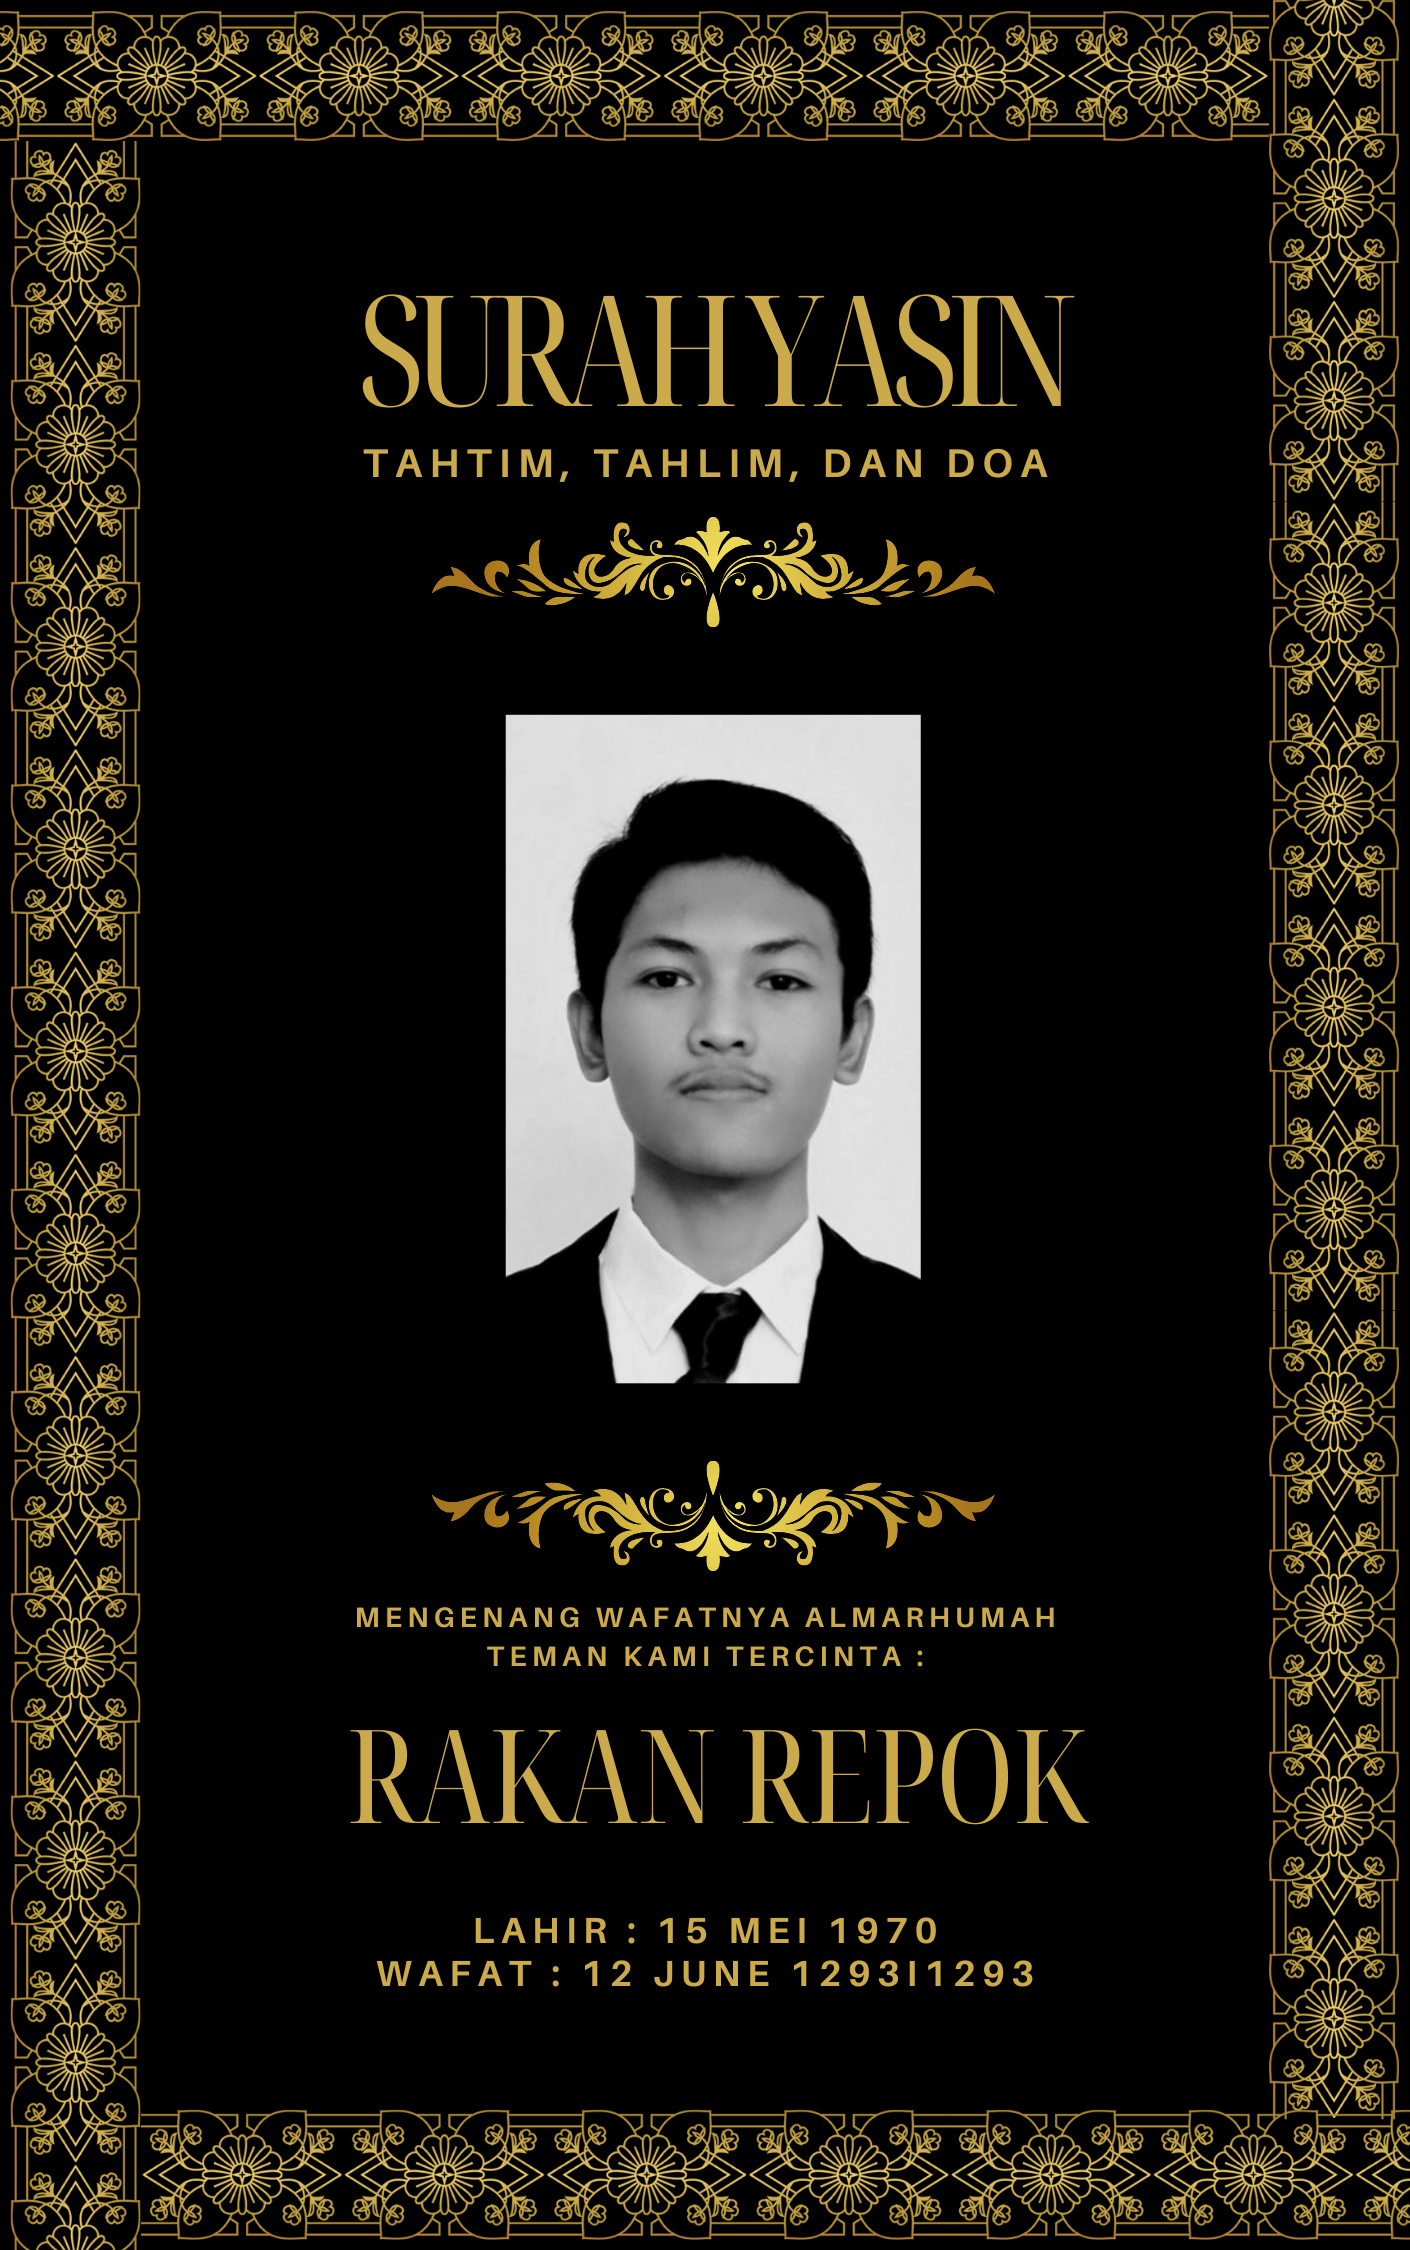 SURAH YASIN
TAHTIM, TAHLIM, DAN DOA
MENGENANG WAFATNYA ALMARHUMAH
TEMAN KAMI TERCINTA :
RAKAN REPOK
LAHIR : 15 MEI 1970
WAFAT : 12 JUNE 1293I1293